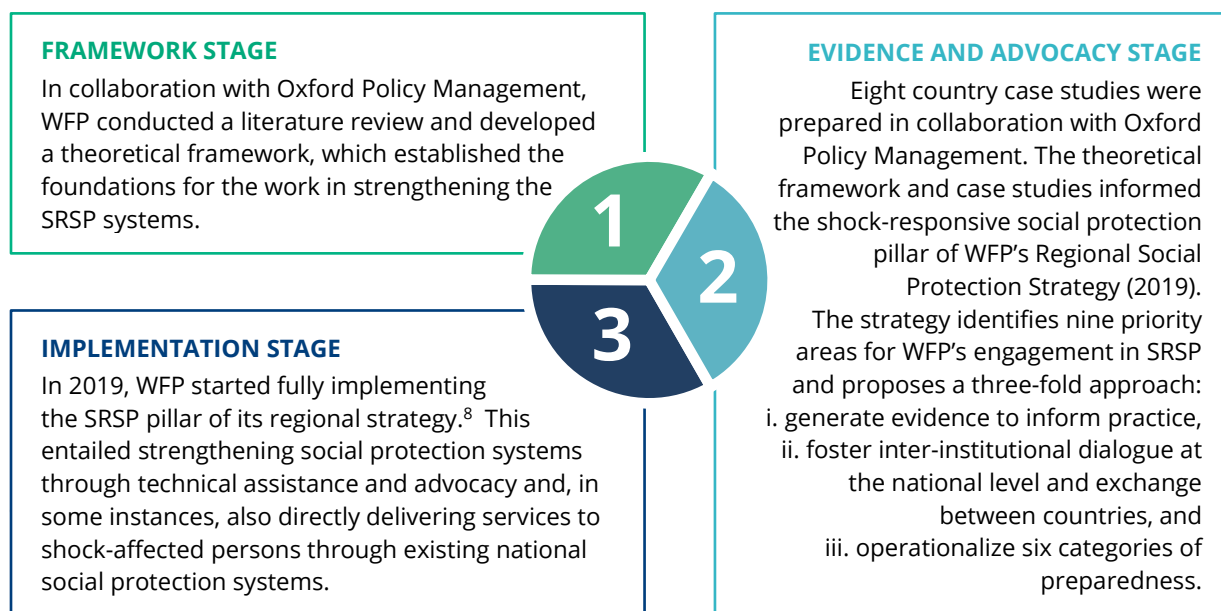 FRAMEWORK STAGE
In collaboration with Oxford Policy Management,
WFP conducted a literature review and developed
a theoretical framework, which established the
foundations for the work in strengthening the
SRSP systems.
1
2
3
EVIDENCE AND ADVOCACY STAGE
Eight country case studies were
prepared in collaboration with Oxford
Policy Management. The theoretical
framework and case studies informed
the shock-responsive social protection
pillar of WFP’s Regional Social
Protection Strategy (2019).
The strategy identifies nine priority
areas for WFP’s engagement in SRSP
and proposes a three-fold approach:
i. generate evidence to inform practice,
ii. foster inter-institutional dialogue at
the national level and exchange
between countries, and
iii. operationalize six categories of
preparedness.
IMPLEMENTATION STAGE
In 2019, WFP started fully implementing
the SRSP pillar of its regional strategy.⁸ This
entailed strengthening social protection systems
through technical assistance and advocacy and, in
some instances, also directly delivering services to
shock-affected persons through existing national
social protection systems.